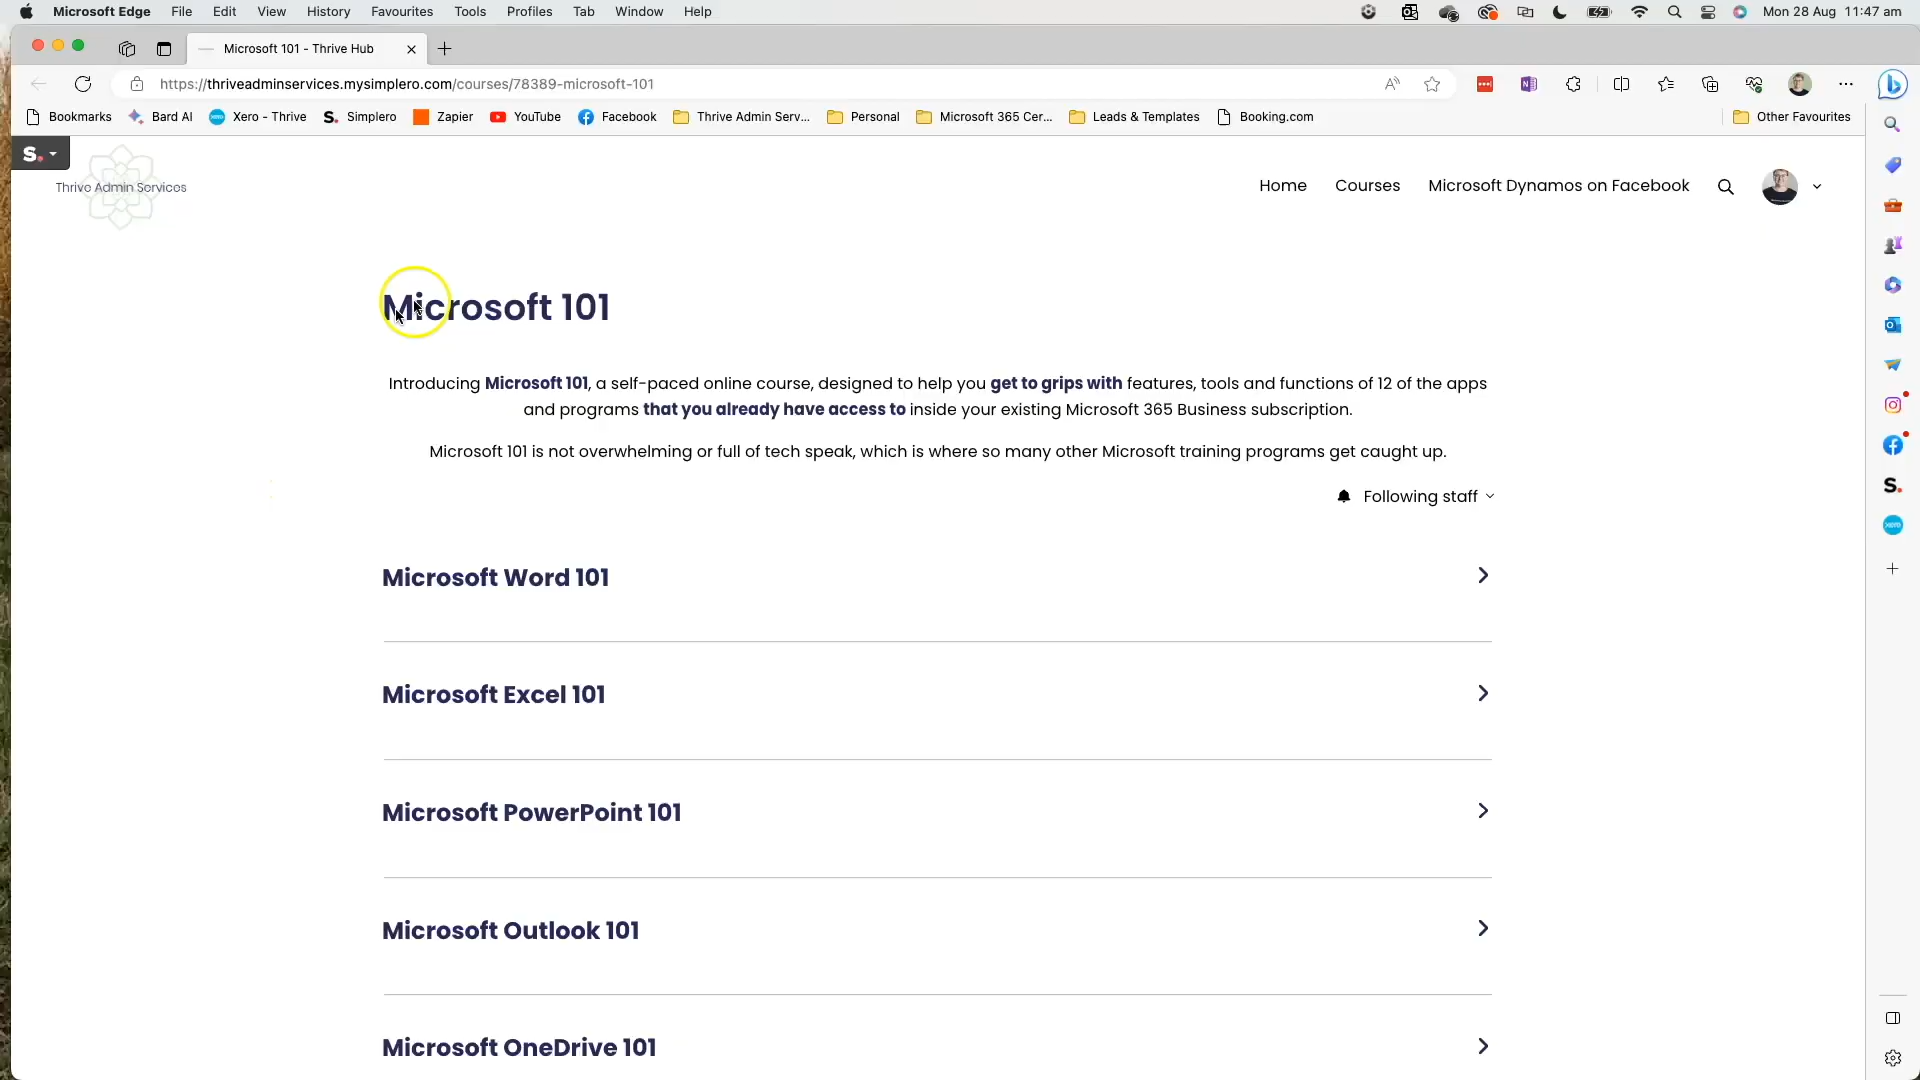 Microsoft Edge File Edit View History Favourites Tools Profiles Tab Window Help Mon 28 Aug 11:47 am
Microsoft 101 - Thrive Hub
https://thriveadminservices.mysimplero.com/courses/78389-microsoft-101
Bookmarks Bard AI Xero - Thrive S. Simplero Zapier YouTube Facebook Thrive Admin Serv... Personal Microsoft 365 Cer... Leads & Templates Booking.com Other Favourites
S.
Thrive Admin Services
Home Courses Microsoft Dynamos on Facebook
Microsoft 101
Introducing Microsoft 101, a self-paced online course, designed to help you get to grips with features, tools and functions of 12 of the apps
and programs that you already have access to inside your existing Microsoft 365 Business subscription.
Microsoft 101 is not overwhelming or full of tech speak, which is where so many other Microsoft training programs get caught up.
Following staff
S.
xero
Microsoft Word 101
Microsoft Excel 101
Microsoft PowerPoint 101
Microsoft Outlook 101
Microsoft OneDrive 101